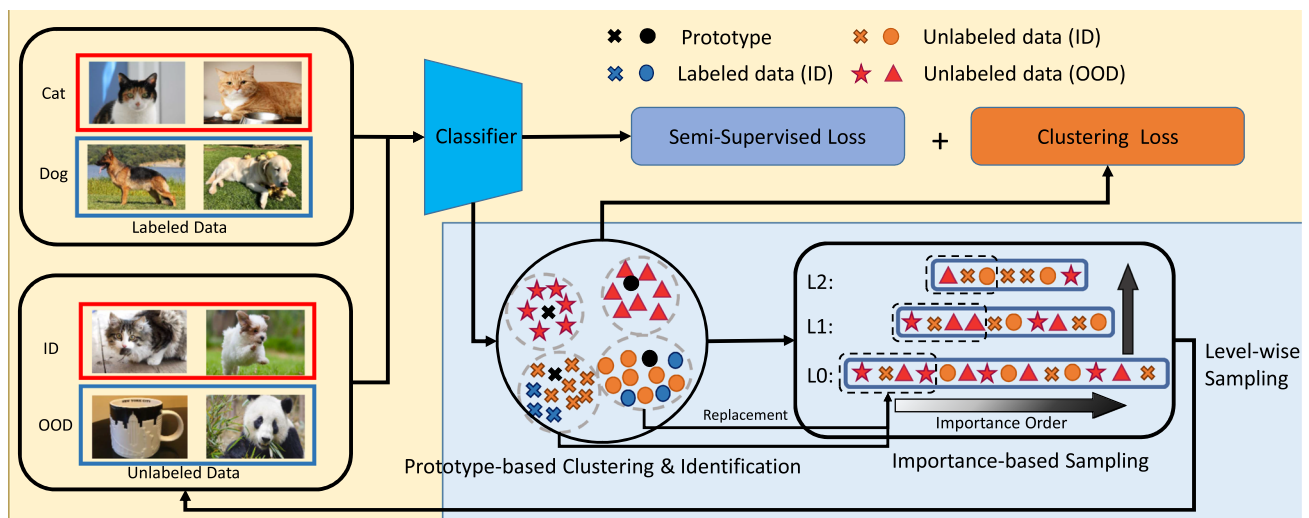 Prototype
Unlabeled data (ID)
Labeled data (ID)
Unlabeled data (OOD)
Cat
Dog
Labeled Data
Classifier
Semi-Supervised Loss
+
Clustering Loss
ID
OOD
Unlabeled Data
L2:
L1:
L0:
Level-wise
Sampling
Replacement
Importance Order
Prototype-based Clustering & Identification
Importance-based Sampling